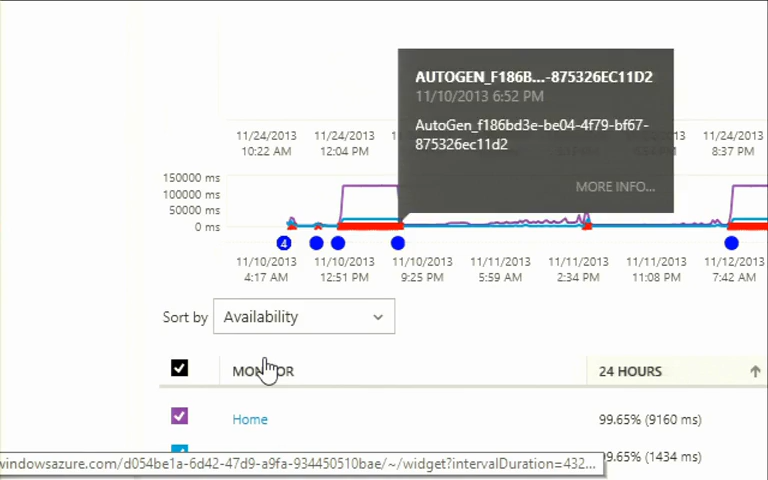 AUTOGEN_F186B...-875326EC11D2
11/10/2013 6:52 PM
AutoGen_f186bd3e-be04-4f79-bf67-
875326ec11d2
MORE INFO...
11/24/2013 11/24/2013 11/24/2013
10:22 AM 12:04 PM 8:37 PM
150000 ms
100000 ms
50000 ms
0 ms
4
11/10/2013 11/10/2013 11/10/2013 11/11/2013 11/11/2013 11/11/2013 11/12/2013
4:17 AM 12:51 PM 9:25 PM 5:59 AM 2:34 PM 11:08 PM 7:42 AM
Sort by Availability
MONITOR 24 HOURS
Home 99.65% (9160 ms)
9.65% (1434 ms)
windowsazure.com/d054be1a-6d42-47d9-a9fa-934450510bae/~/widget?intervalDuration=432...